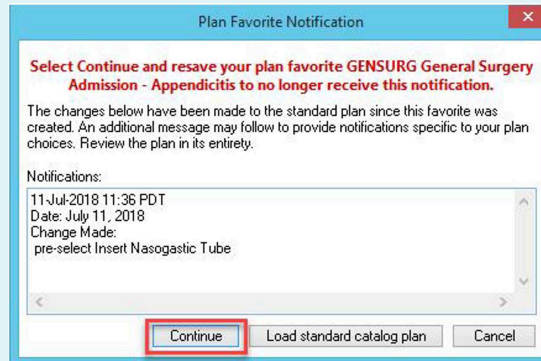 Plan Favorite Notification
Select Continue and resave your plan favorite GENSURG General Surgery
Admission - Appendicitis to no longer receive this notification.
The changes below have been made to the standard plan since this favorite was
created. An additional message may follow to provide notifications specific to your plan
choices. Review the plan in its entirety.
Notifications:
11-Jul-2018 11:36 PDT
Date: July 11, 2018
Change Made:
pre-select Insert Nasogastic Tube
Continue Load standard catalog plan Cancel